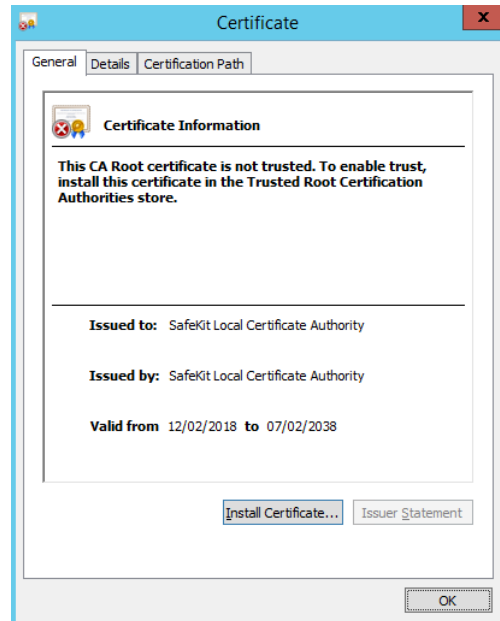 Certificate
x
General Details Certification Path
Certificate Information
This CA Root certificate is not trusted. To enable trust,
install this certificate in the Trusted Root Certification
Authorities store.
Issued to: SafeKit Local Certificate Authority
Issued by: SafeKit Local Certificate Authority
Valid from 12/02/2018 to 07/02/2038
Install Certificate... Issuer Statement
OK